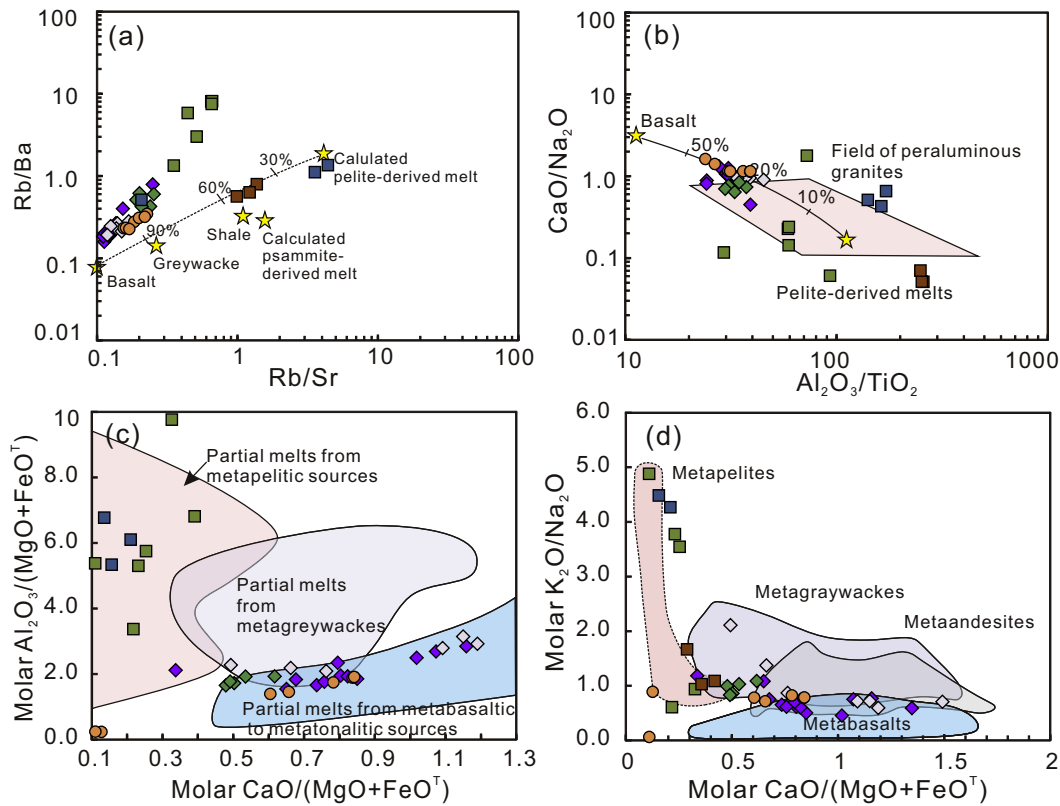 (a)
100
10
1.0
0.1
0.01
Rb/Ba
30%
60%
90%
Calulated
pelite-derived melt
Shale
Calculated
psammite-
derived melt
Greywacke
Basalt
0.1
1
10
100
Rb/Sr
(b)
100
10
1.0
0.1
0.01
CaO/Na₂O
Basalt
50%
20%
10%
Field of peraluminous
granites
Pelite-derived melts
10
100
1000
Al₂O₃/TiO₂
(c)
10
8.0
6.0
4.0
2.0
0.0
Molar Al₂O₃/(MgO+FeOᵀ)
Partial melts from
metapelitic sources
Partial melts
from
metagreywackes
Partial melts from metabasaltic
to metatonalitic sources
0.1
0.3
0.5
0.7
0.9
1.1
1.3
Molar CaO/(MgO+FeOᵀ)
(d)
6.0
5.0
4.0
3.0
2.0
1.0
0.0
Molar K₂O/Na₂O
Metapelites
Metagraywackes
Metaandesites
Metabasalts
0
0.5
1
1.5
2
Molar CaO/(MgO+FeOᵀ)